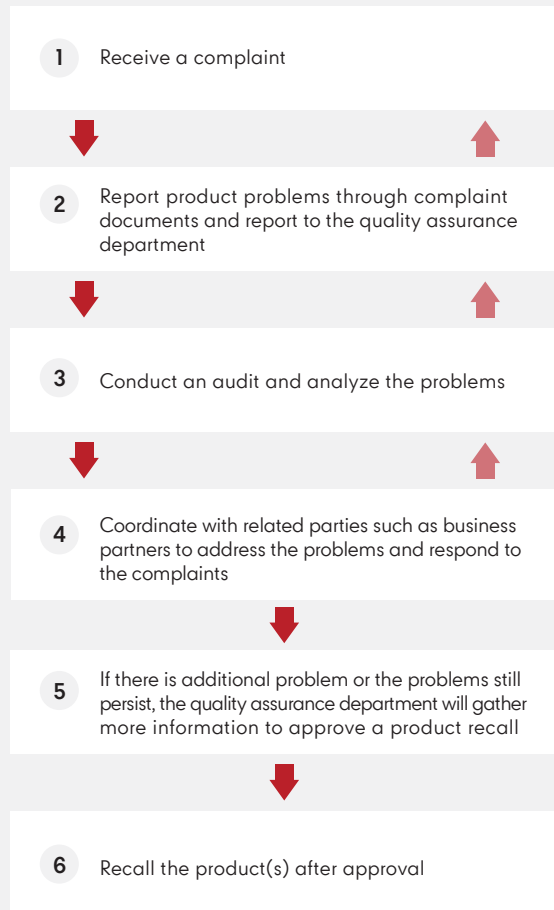 1 Receive a complaint
2 Report product problems through complaint
documents and report to the quality assurance
department
3 Conduct an audit and analyze the problems
4 Coordinate with related parties such as business
partners to address the problems and respond to
the complaints
5 If there is additional problem or the problems still
persist, the quality assurance department will gather
more information to approve a product recall
6 Recall the product(s) after approval